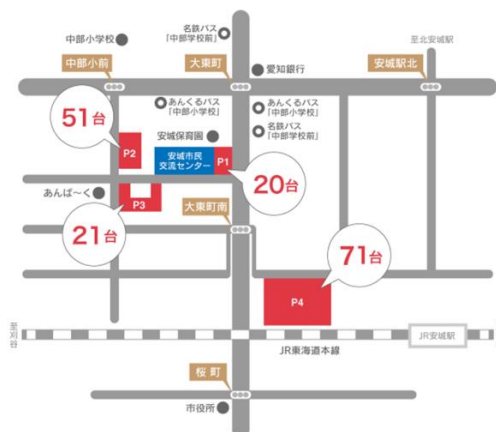 名鉄バス
「中部学校前」
中部小学校
至北安城駅
中部小前
大東町
愛知銀行
安城駅北
あんくるバス
「中部小学校」
あんくるバス
「中部小学校」
51台
名鉄バス
「中部学校前」
安城保育園
P2
安城市民
交流センター
P1
20台
あんぱ~く
P3
大東町南
21台
71台
P4
至刈谷
JR安城駅
JR東海道本線
桜町
市役所